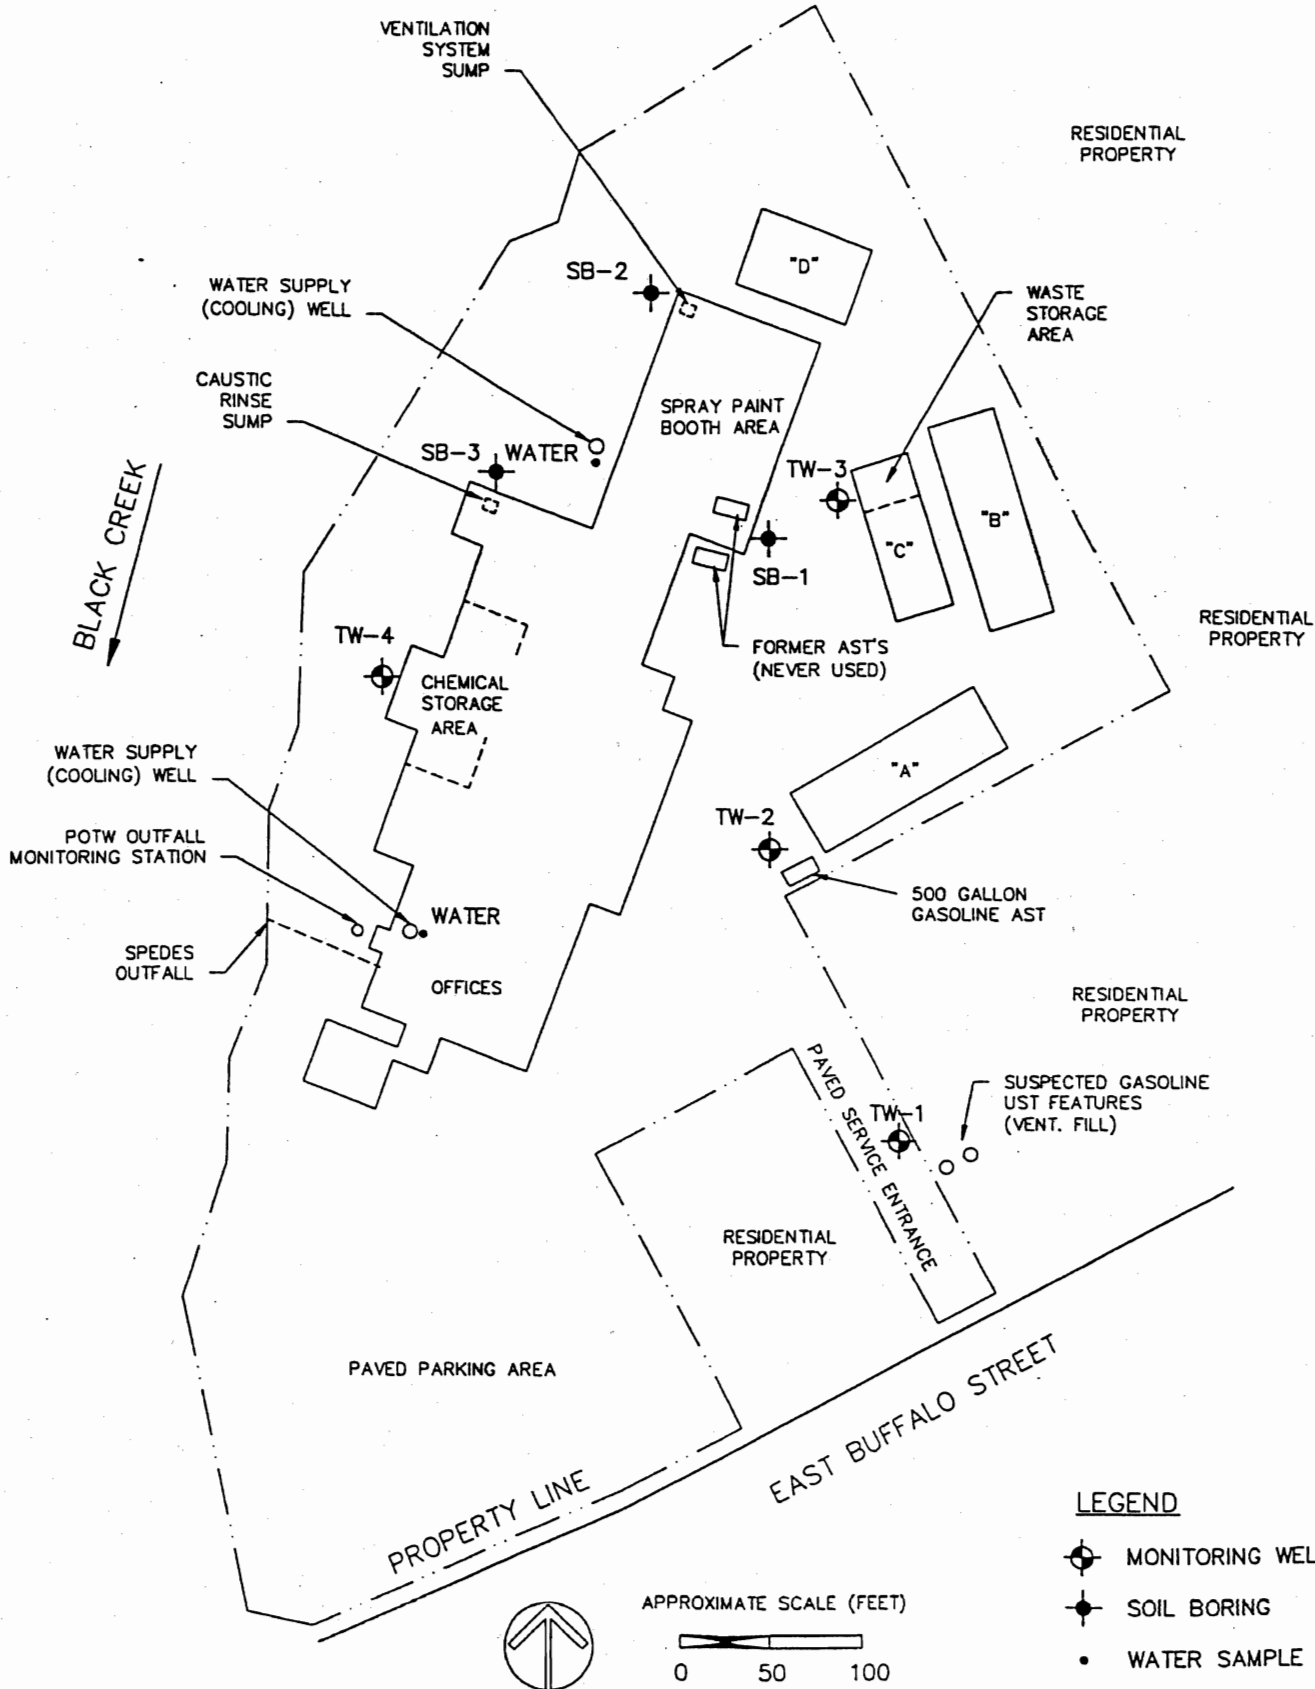 VENTILATION
SYSTEM
SUMP
RESIDENTIAL
PROPERTY
"D"
SB-2
WATER SUPPLY
(COOLING) WELL
WASTE
STORAGE
AREA
CAUSTIC
RINSE
SUMP
SPRAY PAINT
BOOTH AREA
SB-3
WATER
TW-3
"B"
"C"
BLACK CREEK
SB-1
RESIDENTIAL
PROPERTY
TW-4
FORMER AST'S
(NEVER USED)
CHEMICAL
STORAGE
AREA
WATER SUPPLY
(COOLING) WELL
"A"
TW-2
POTW OUTFALL
MONITORING STATION
500 GALLON
GASOLINE AST
WATER
SPEDES
OUTFALL
OFFICES
RESIDENTIAL
PROPERTY
PAVED SERVICE ENTRANCE
TW-1
SUSPECTED GASOLINE
UST FEATURES
(VENT. FILL)
RESIDENTIAL
PROPERTY
PAVED PARKING AREA
EAST BUFFALO STREET
PROPERTY LINE
LEGEND
MONITORING WEL
SOIL BORING
WATER SAMPLE
APPROXIMATE SCALE (FEET)
0 50 100